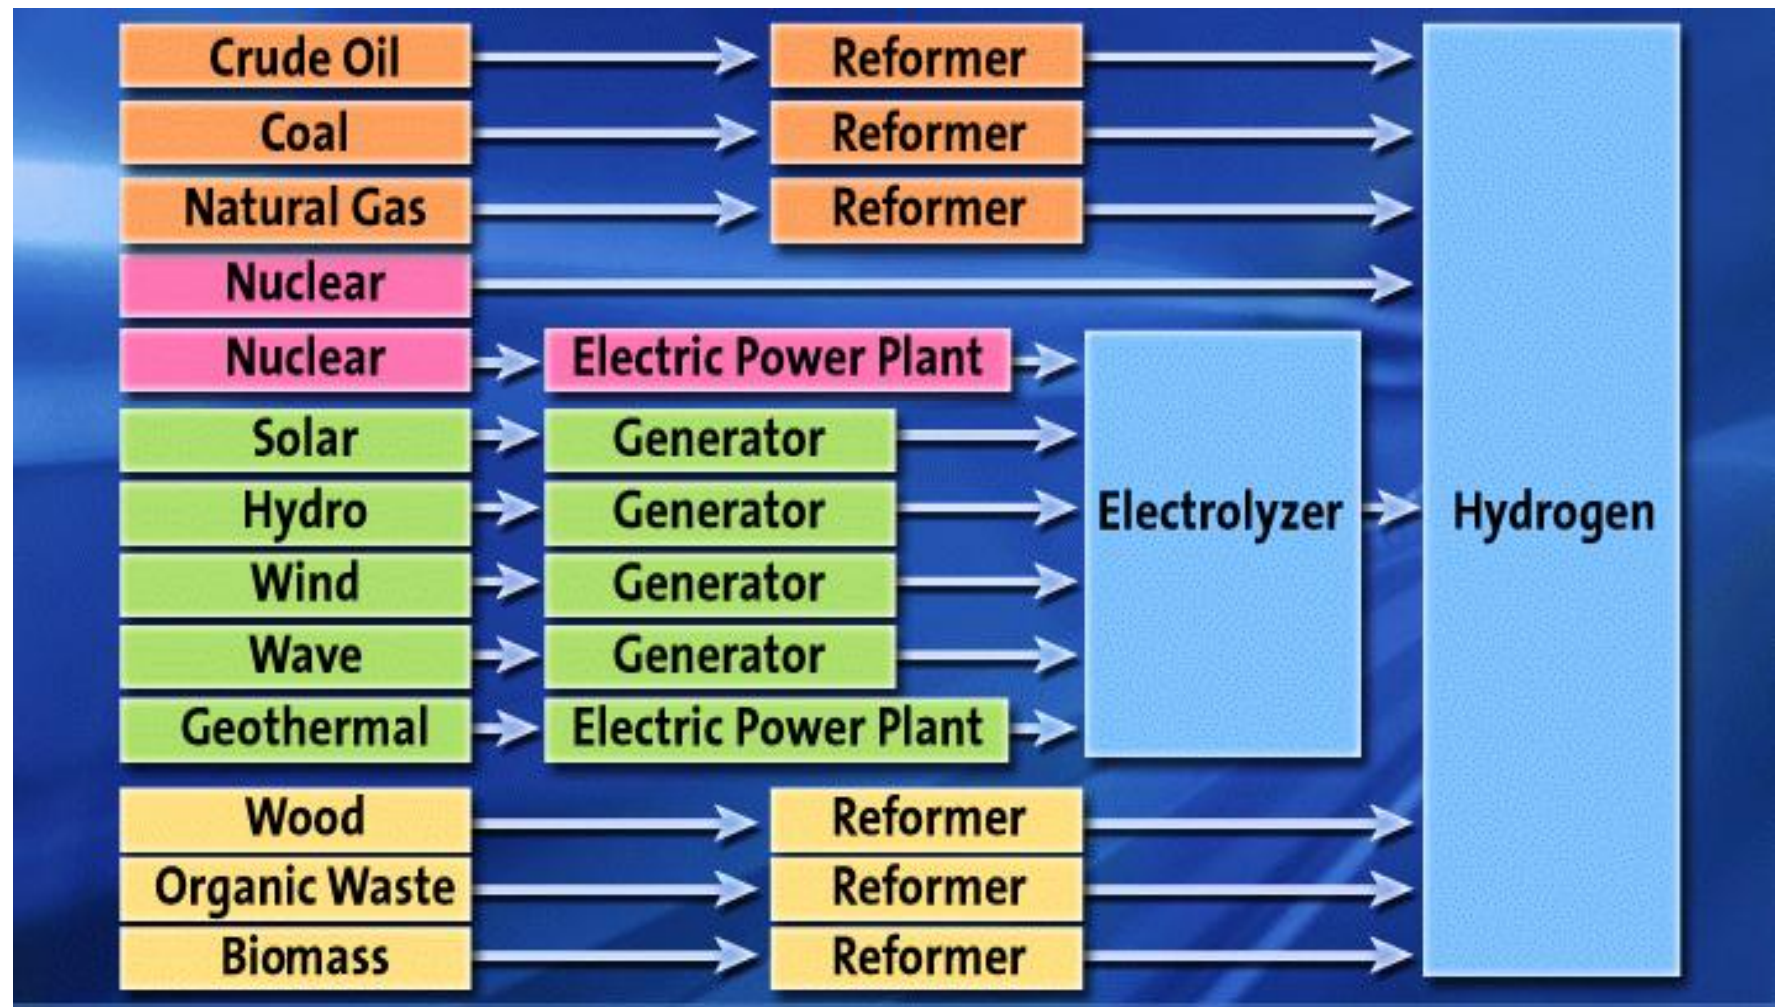 Crude Oil
Reformer
Coal
Reformer
Natural Gas
Reformer
Nuclear
Nuclear
Electric Power Plant
Solar
Generator
Hydro
Generator
Electrolyzer
Hydrogen
Wind
Generator
Wave
Generator
Geothermal
Electric Power Plant
Wood
Reformer
Organic Waste
Reformer
Biomass
Reformer